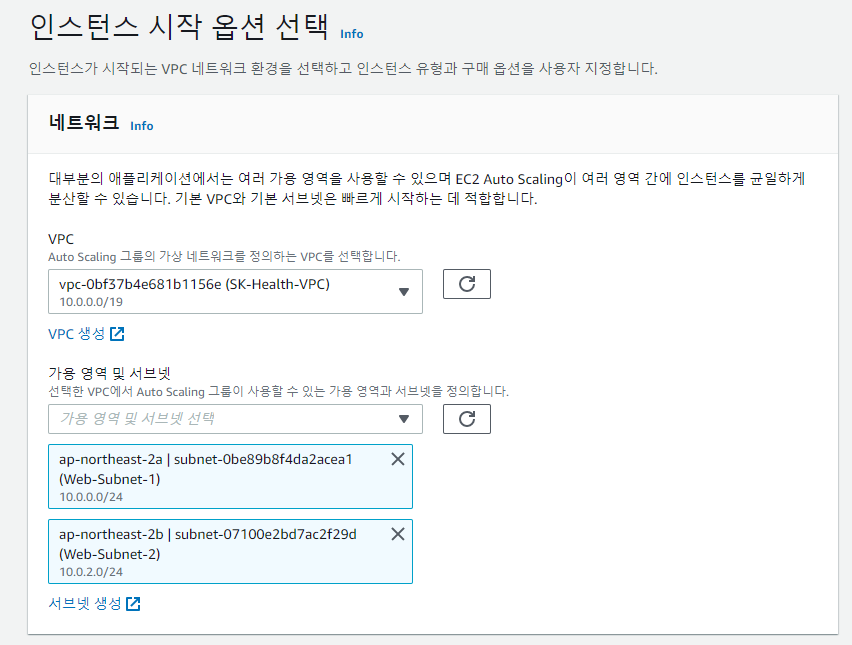 인스턴스 시작 옵션 선택 Info
인스턴스가 시작되는 VPC 네트워크 환경을 선택하고 인스턴스 유형과 구매 옵션을 사용자 지정합니다.
네트워크 Info
대부분의 애플리케이션에서는 여러 가용 영역을 사용할 수 있으며 EC2 Auto Scaling이 여러 영역 간에 인스턴스를 균일하게
분산할 수 있습니다. 기본 VPC와 기본 서브넷은 빠르게 시작하는 데 적합합니다.
VPC
Auto Scaling 그룹의 가상 네트워크를 정의하는 VPC를 선택합니다.
vpc-0bf37b4e681b1156e (SK-Health-VPC)
10.0.0.0/19
VPC 생성
가용 영역 및 서브넷
선택한 VPC에서 Auto Scaling 그룹이 사용할 수 있는 가용 영역과 서브넷을 정의합니다.
가용 영역 및 서브넷 선택
ap-northeast-2a | subnet-0be89b8f4da2acea1
(Web-Subnet-1)
10.0.0.0/24
ap-northeast-2b | subnet-07100e2bd7ac2f29d
(Web-Subnet-2)
10.0.2.0/24
서브넷 생성